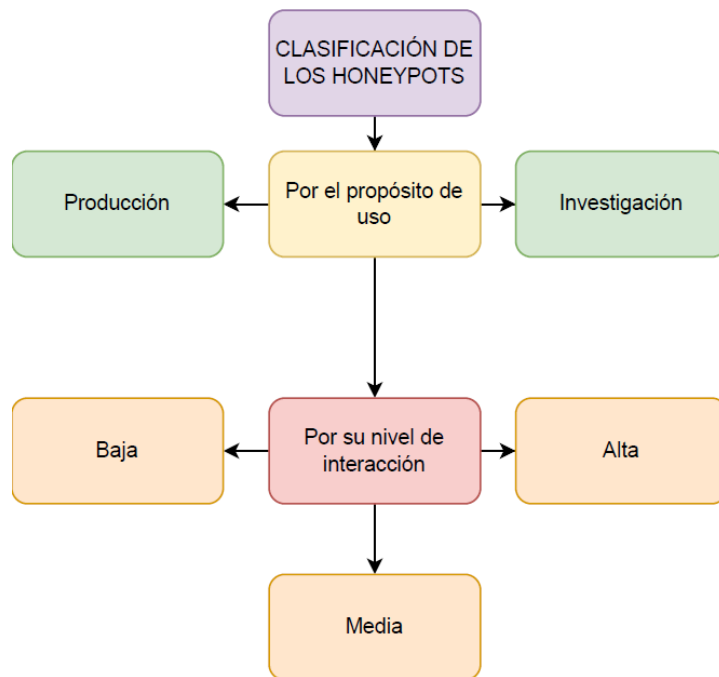 CLASIFICACIÓN DE
LOS HONEYPOTS
Producción
Por el propósito de
uso
Investigación
Baja
Por su nivel de
interacción
Alta
Media